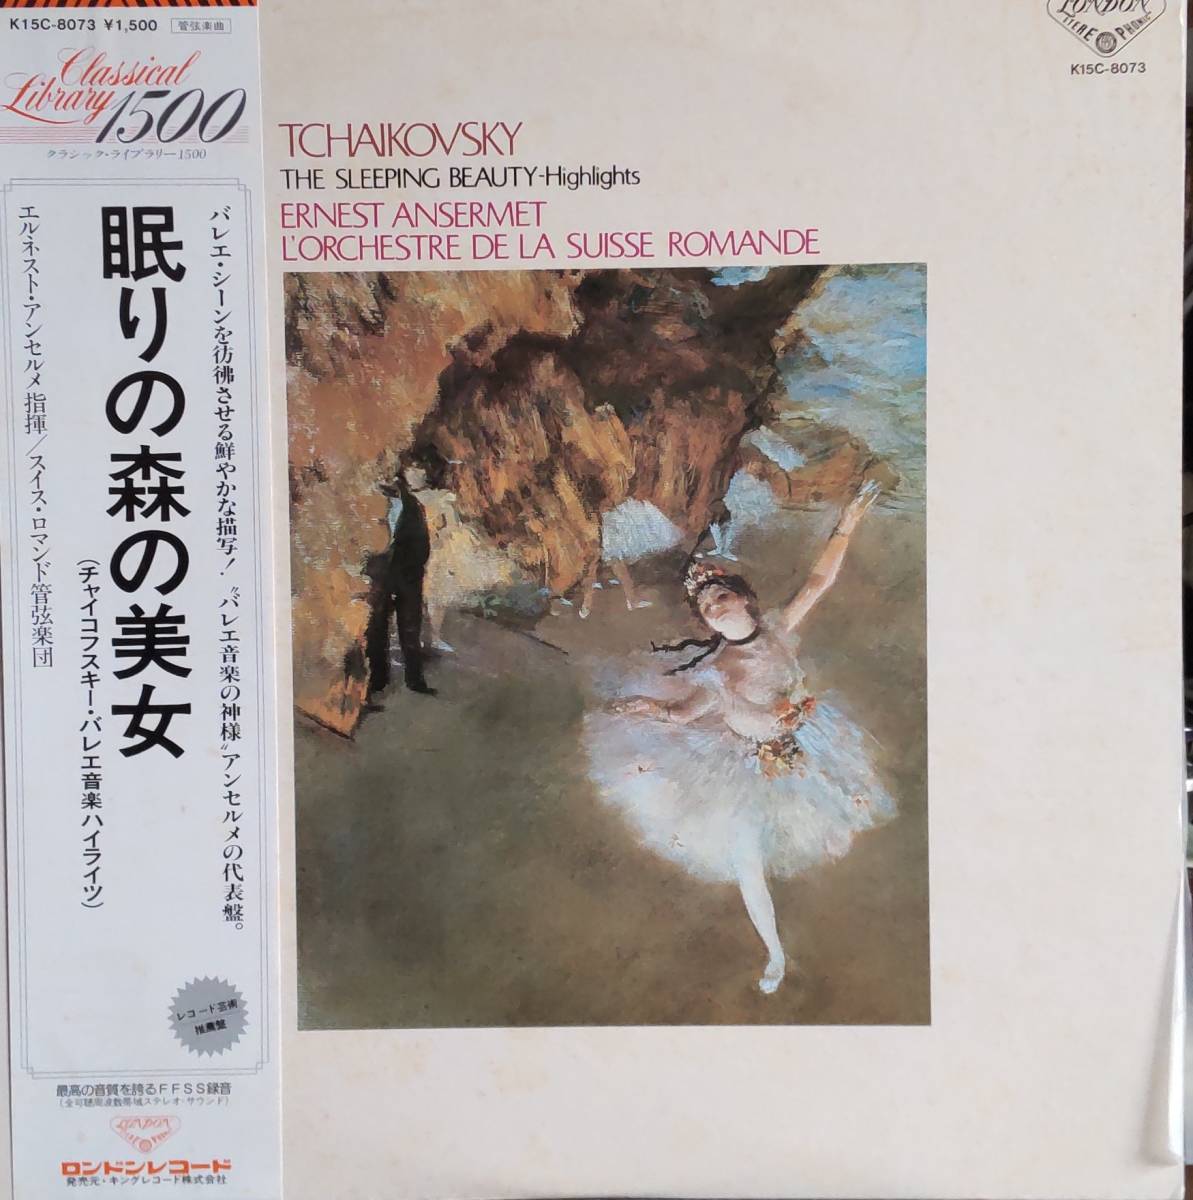 K15C-8073 ¥1,500 管弦楽曲
Classical
Library 1500
クラシック・ライブラリー1500
バレエ・シーンを彷彿させる鮮やかな描写！“バレエ音楽の神様”アンセルメの代表盤。
眠りの森の美女
(チャイコフスキー・バレエ音楽ハイライツ)
エルネスト・アンセルメ指揮/スイス・ロマンド管弦楽団
レコード芸術
推薦盤
最高の音質を誇るFFSS録音
(全可聴周波数帯域ステレオ・サウンド)
LONDON
STEREOPHONIC
ロンドンレコード
発売元・キングレコード株式会社
LONDON
STEREOPHONIC
K15C-8073
TCHAIKOVSKY
THE SLEEPING BEAUTY-Highlights
ERNEST ANSERMET
L'ORCHESTRE DE LA SUISSE ROMANDE